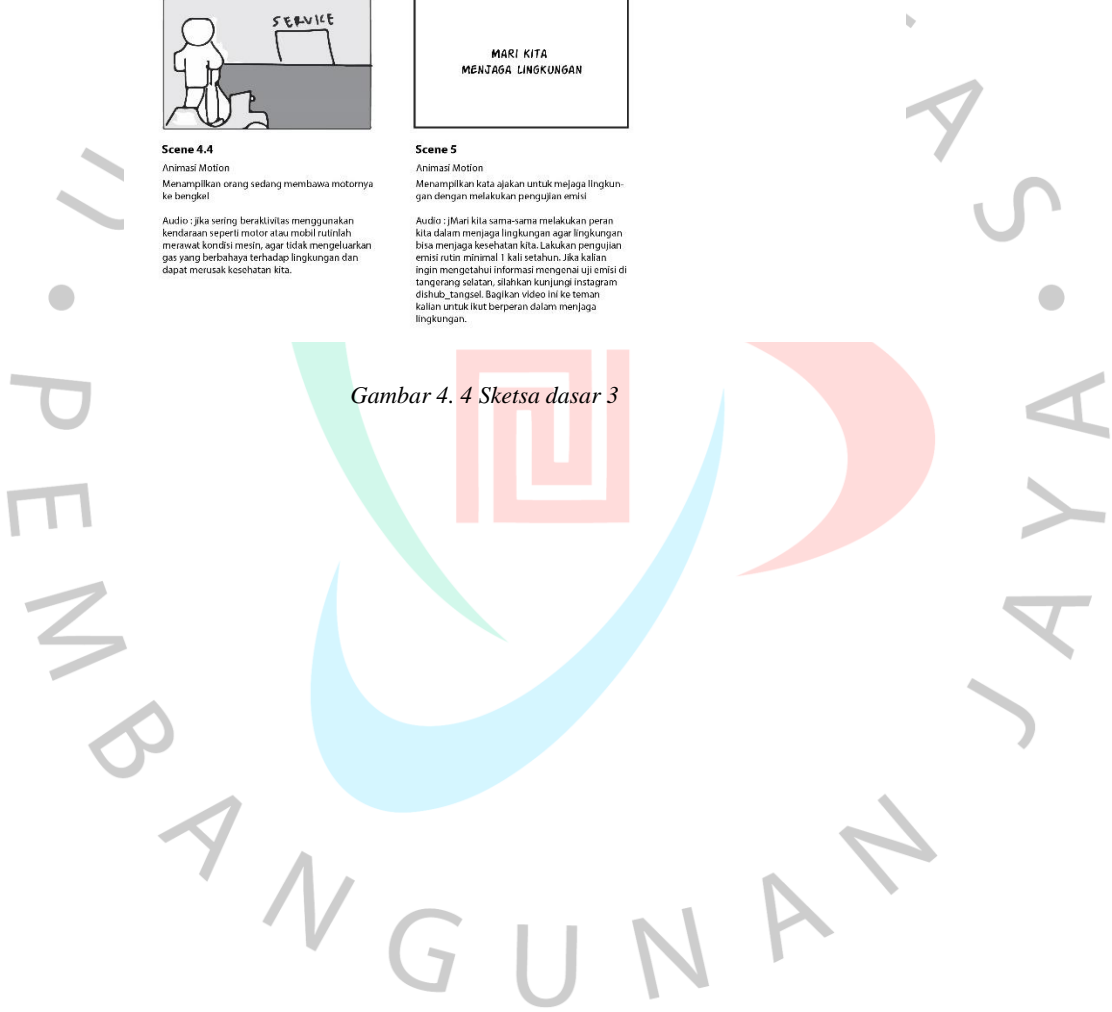 SERVICE
MARI KITA
MENJAGA LINGKUNGAN
Scene 4.4
Animasi Motion
Menampilkan orang sedang membawa motornya
ke bengkel
Audio : jika sering beraktivitas menggunakan
kendaraan seperti motor atau mobil rutinlah
merawat kondisi mesin, agar tidak mengeluarkan
gas yang berbahaya terhadap lingkungan dan
dapat merusak kesehatan kita.
Scene 5
Animasi Motion
Menampilkan kata ajakan untuk mejaga lingkun-
gan dengan melakukan pengujian emisi
Audio : jMari kita sama-sama melakukan peran
kita dalam menjaga lingkungan agar lingkungan
bisa menjaga kesehatan kita. Lakukan pengujian
emisi rutin minimal 1 kali setahun. Jika kalian
ingin mengetahui informasi mengenai uji emisi di
tangerang selatan, silahkan kunjungi instagram
dishub_tangsel. Bagikan video ini ke teman
kalian untuk ikut berperan dalam menjaga
lingkungan.
Gambar 4. 4 Sketsa dasar 3
PEMBANGUNAN JAYA